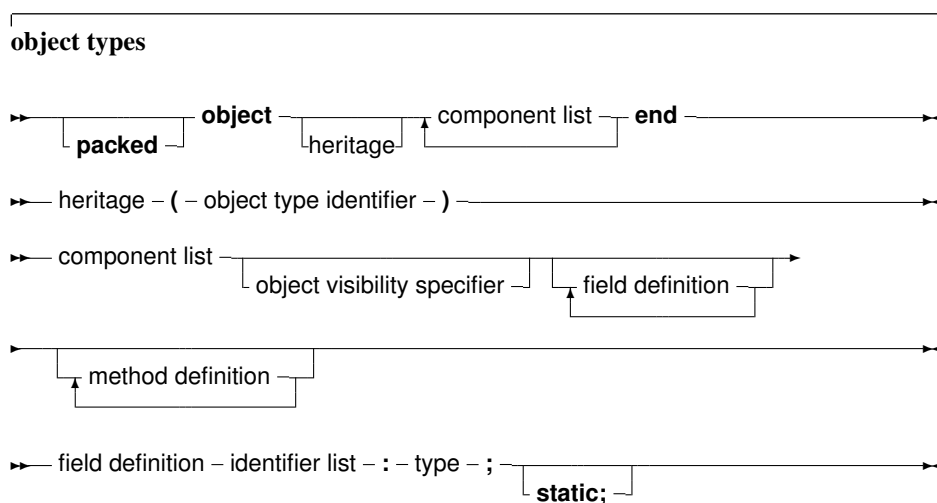 object types
packed object heritage component list end
heritage ( object type identifier )
component list object visibility specifier field definition
method definition
field definition identifier list : type ; static;